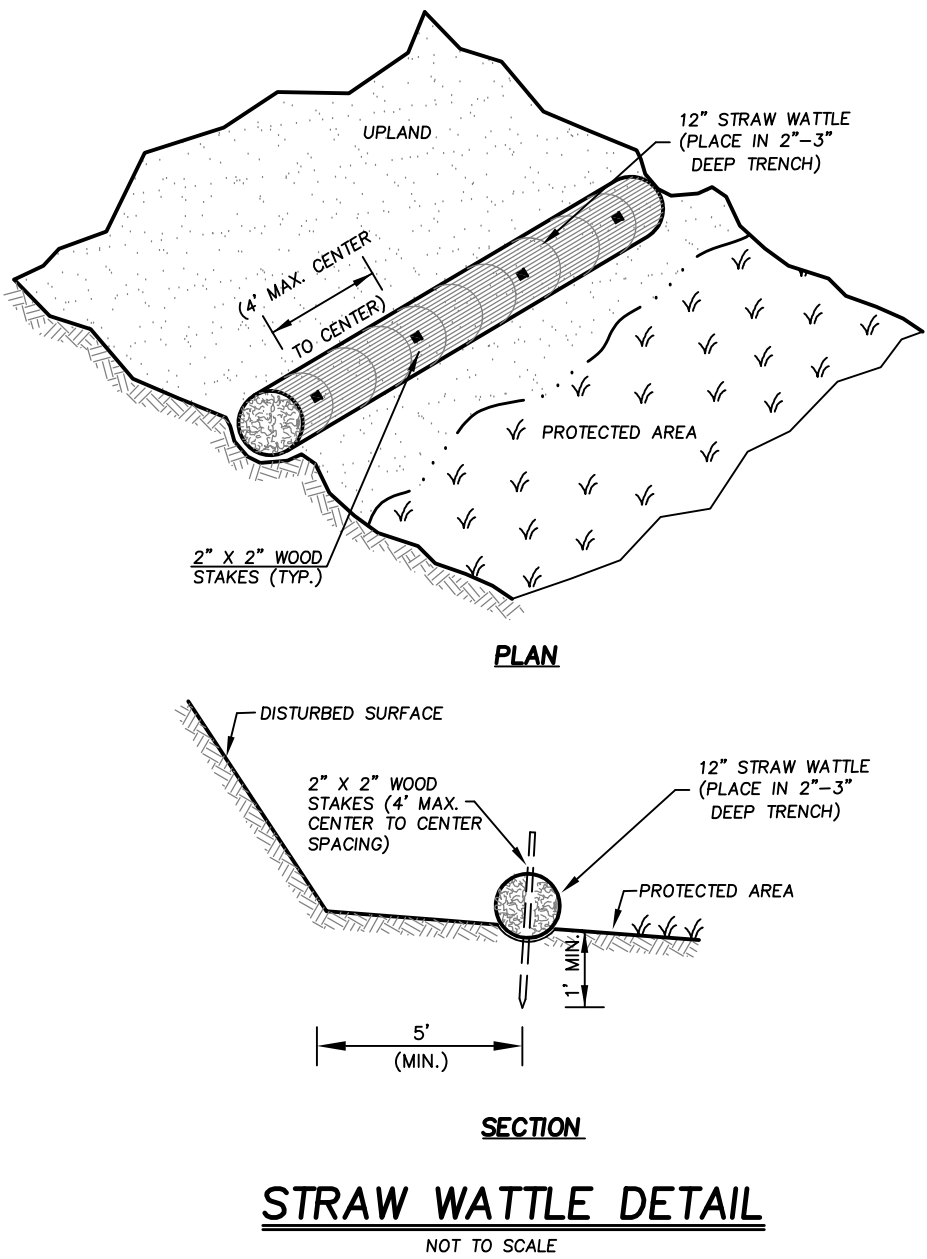 UPLAND
12" STRAW WATTLE
(PLACE IN 2"-3"
DEEP TRENCH)
(4' MAX. CENTER
TO CENTER)
PROTECTED AREA
2" X 2" WOOD
STAKES (TYP.)
PLAN
DISTURBED SURFACE
2" X 2" WOOD
STAKES (4' MAX.
CENTER TO CENTER
SPACING)
12" STRAW WATTLE
(PLACE IN 2"-3"
DEEP TRENCH)
PROTECTED AREA
1' MIN.
5'
(MIN.)
SECTION
STRAW WATTLE DETAIL
NOT TO SCALE